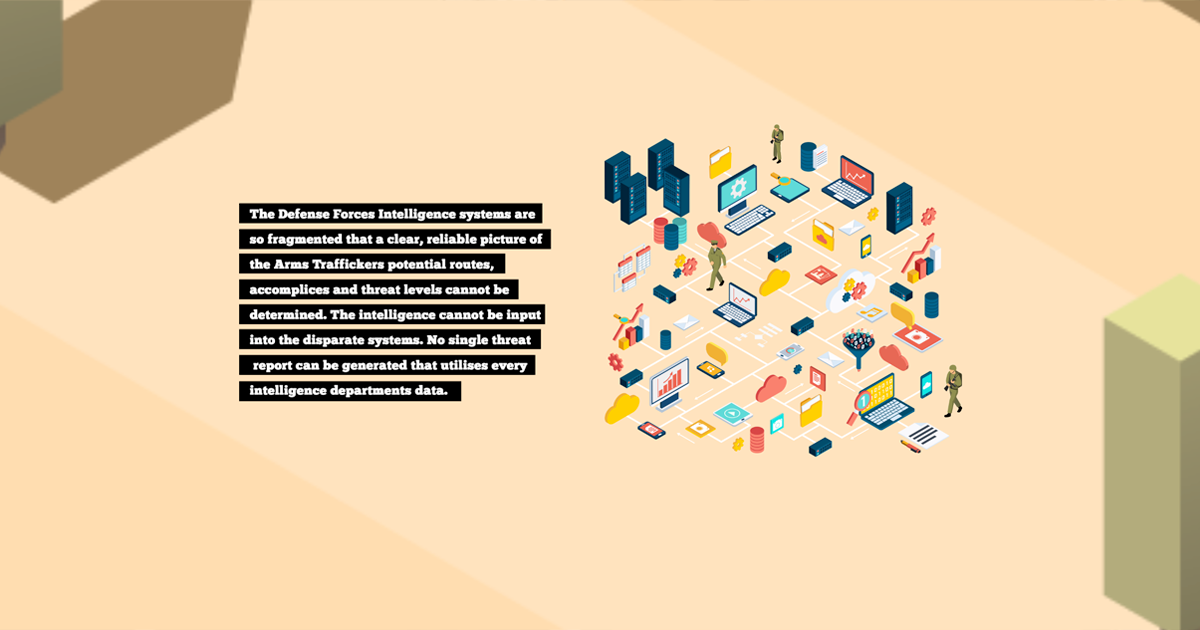 The Defense Forces Intelligence systems are
so fragmented that a clear, reliable picture of
the Arms Traffickers potential routes,
accomplices and threat levels cannot be
determined. The intelligence cannot be input
into the disparate systems. No single threat
report can be generated that utilises every
intelligence departments data.